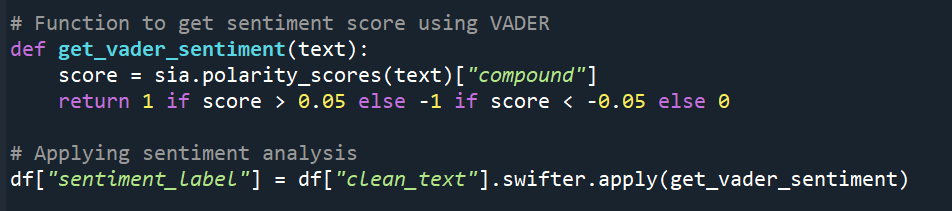 # Function to get sentiment score using VADER
def get_vader_sentiment(text):
    score = sia.polarity_scores(text)["compound"]
    return 1 if score > 0.05 else -1 if score < -0.05 else 0

# Applying sentiment analysis
df["sentiment_label"] = df["clean_text"].swifter.apply(get_vader_sentiment)